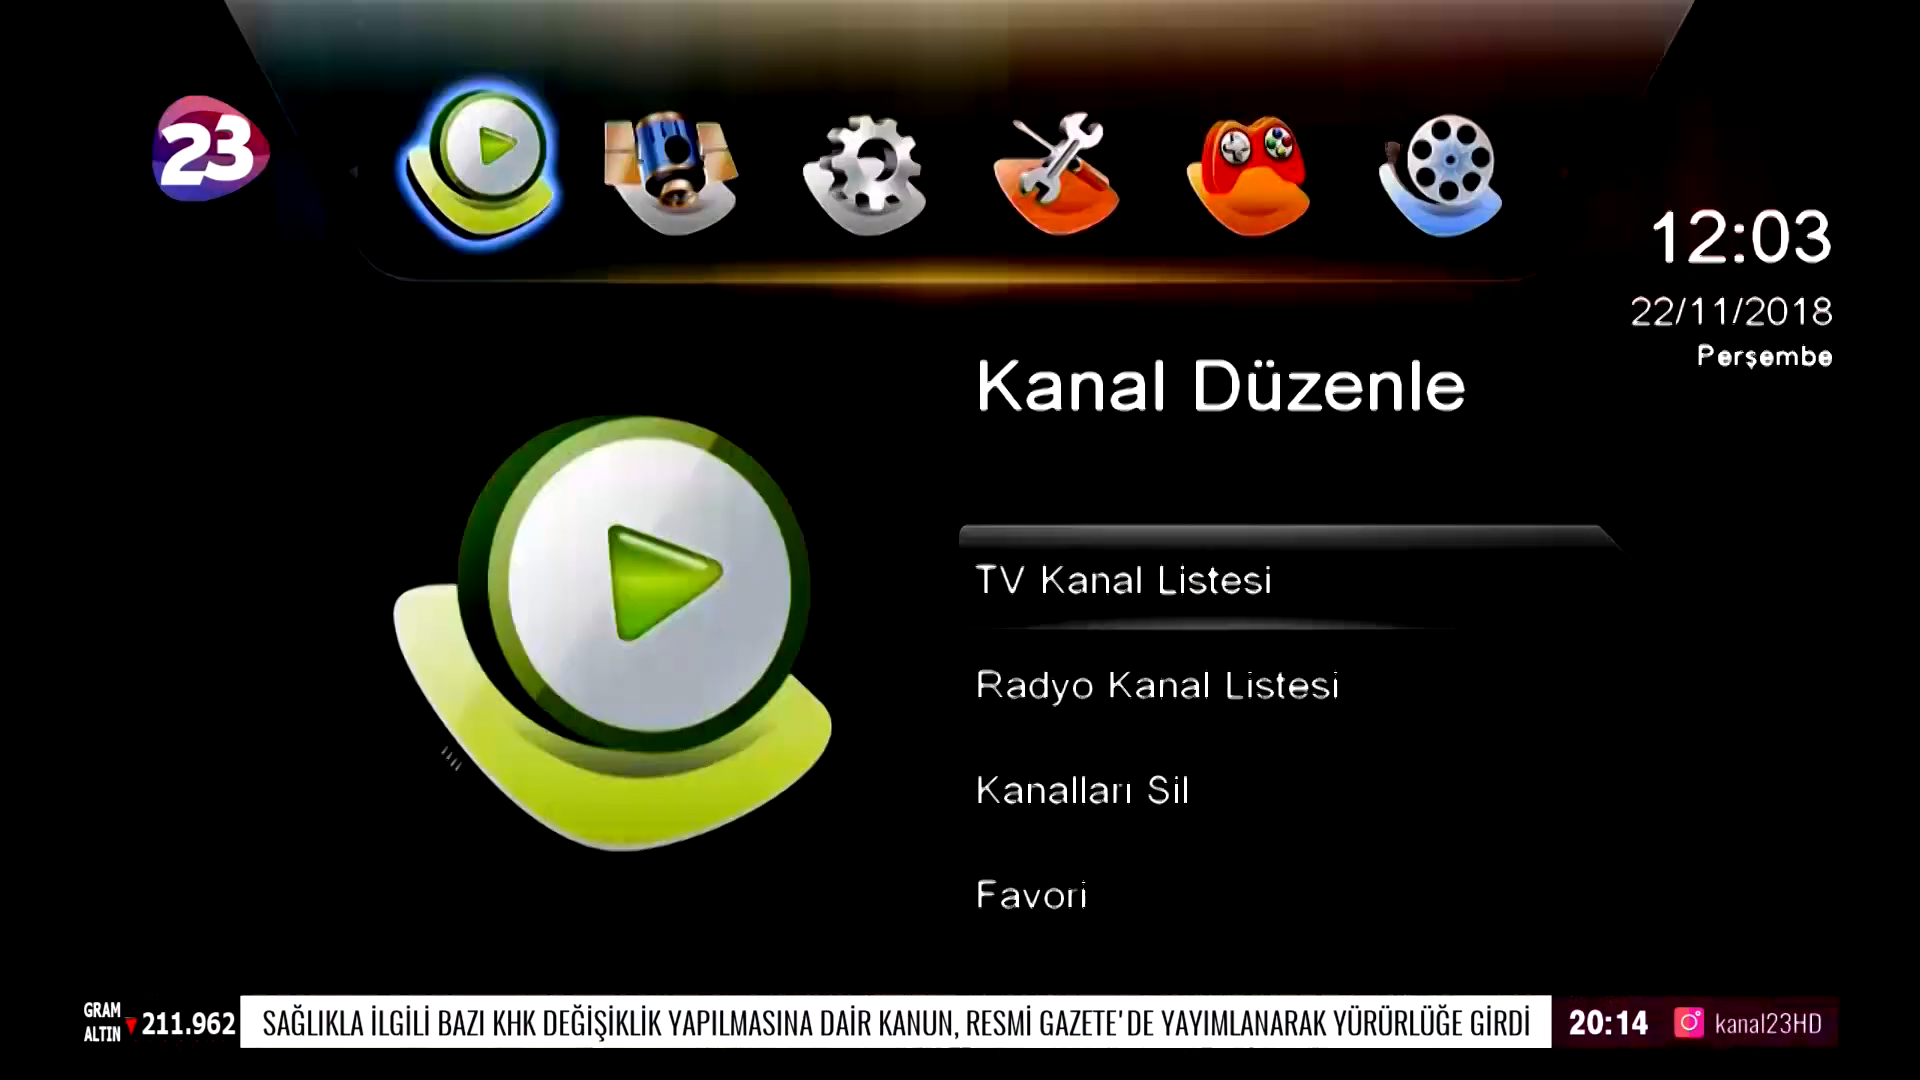 23
12:03
22/11/2018
Perşembe
Kanal Düzenle
TV Kanal Listesi
Radyo Kanal Listesi
Kanalları Sil
Favori
GRAM
ALTIN
211.962
SAĞLIKLA İLGİLİ BAZI KHK DEĞİŞİKLİK YAPILMASINA DAİR KANUN, RESMİ GAZETE'DE YAYIMLANARAK YÜRÜRLÜĞE GİRDİ
20:14
kanal23HD